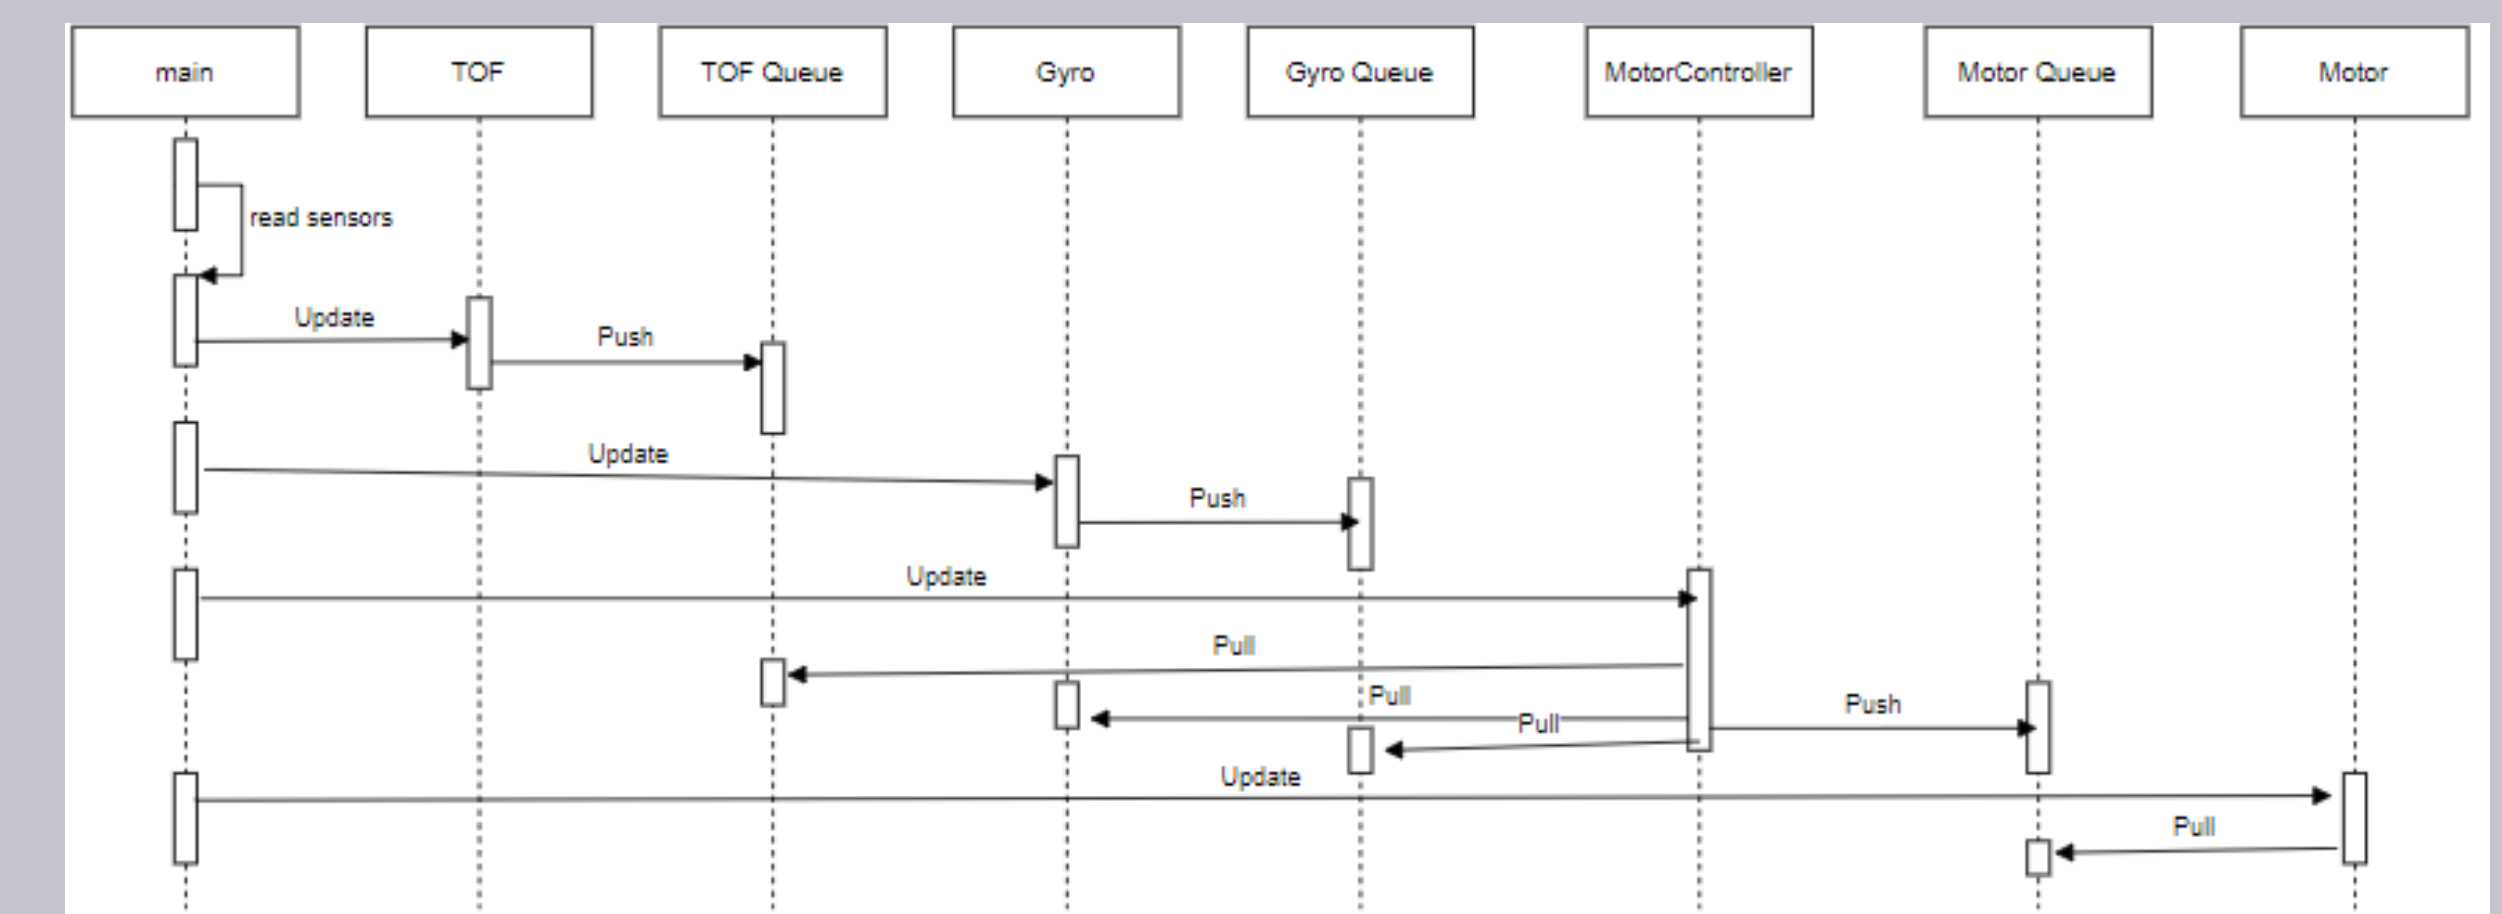 main
TOF
TOF Queue
Gyro
Gyro Queue
MotorController
Motor Queue
Motor
read sensors
Update
Push
Update
Push
Update
Pull
Pull
Push
Pull
Update
Pull